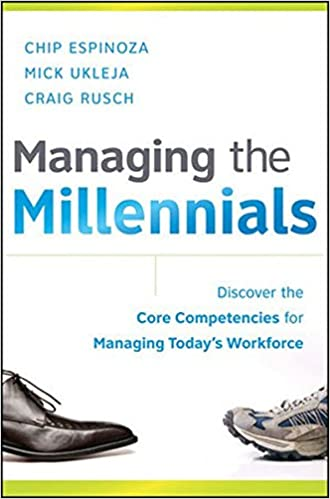 CHIP ESPINOZA
MICK UKLEJA
CRAIG RUSCH
Managing the
Millennials
Discover the
Core Competencies for
Managing Today's Workforce